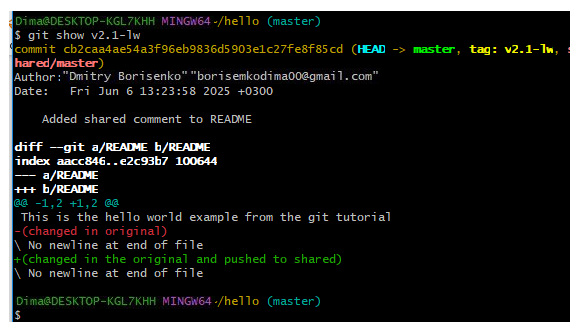 Dima@DESKTOP-KGL7KHH MINGW64 ~/hello (master)
$ git show v2.1-lw
commit cb2caa4ae54a3f96eb9836d5903e1c27fe8f85cd (HEAD -> master, tag: v2.1-lw, s
hared/master)
Author:"Dmitry Borisenko" "borisemkodima00@gmail.com"
Date:   Fri Jun 6 13:23:58 2025 +0300
    Added shared comment to README
diff --git a/README b/README
index aacc846..e2c93b7 100644
--- a/README
+++ b/README
@@ -1,2 +1,2 @@
 This is the hello world example from the git tutorial
-(changed in original)
\ No newline at end of file
+(changed in the original and pushed to shared)
\ No newline at end of file
Dima@DESKTOP-KGL7KHH MINGW64 ~/hello (master)
$